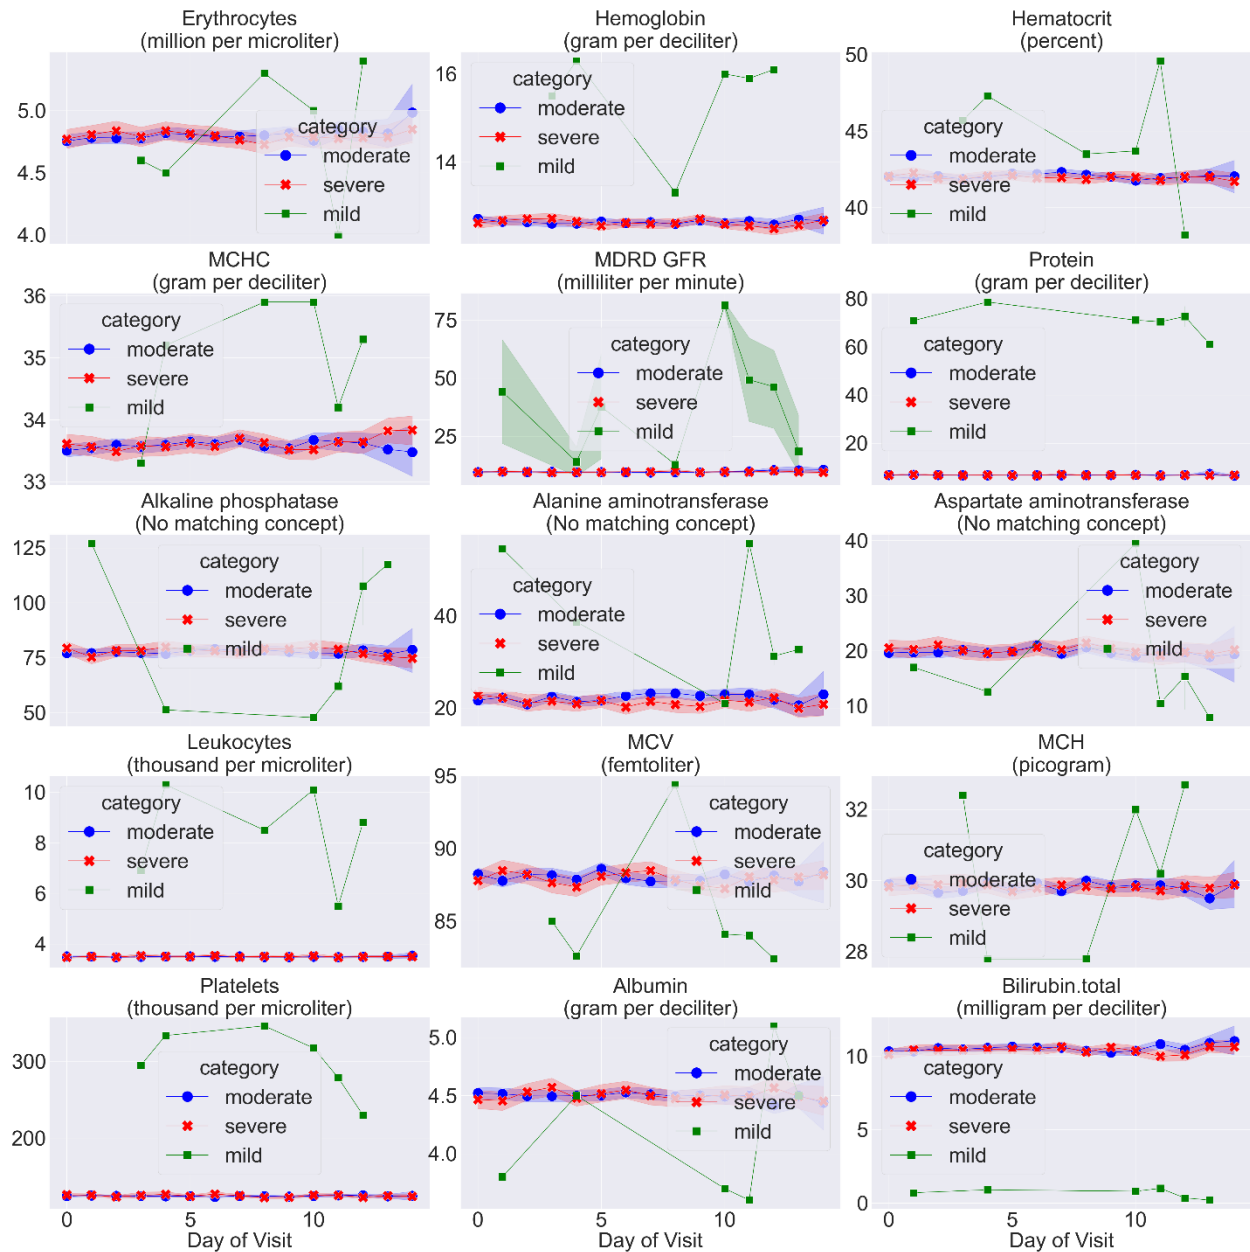 Erythrocytes
(million per microliter)
5.0
4.5
4.0
category
moderate
severe
mild
Hemoglobin
(gram per deciliter)
16
14
category
moderate
severe
mild
Hematocrit
(percent)
50
45
40
category
moderate
severe
mild
MCHC
(gram per deciliter)
36
35
34
33
category
moderate
severe
mild
MDRD GFR
(milliliter per minute)
75
50
25
category
moderate
severe
mild
Protein
(gram per deciliter)
80
60
40
20
category
moderate
severe
mild
Alkaline phosphatase
(No matching concept)
125
100
75
50
category
moderate
severe
mild
Alanine aminotransferase
(No matching concept)
40
20
category
moderate
severe
mild
Aspartate aminotransferase
(No matching concept)
40
30
20
10
category
moderate
severe
mild
Leukocytes
(thousand per microliter)
10
8
6
4
category
moderate
severe
mild
MCV
(femtoliter)
95
90
85
category
moderate
severe
mild
MCH
(picogram)
32
30
28
category
moderate
severe
mild
Platelets
(thousand per microliter)
300
200
category
moderate
severe
mild
0 5 10
Day of Visit
Albumin
(gram per deciliter)
5.0
4.5
4.0
category
moderate
severe
mild
0 5 10
Day of Visit
Bilirubin.total
(milligram per deciliter)
10
5
0
category
moderate
severe
mild
0 5 10
Day of Visit